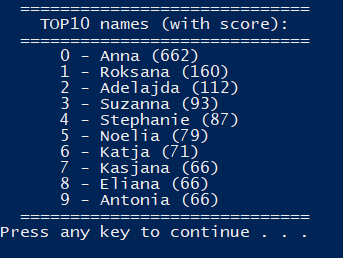 ==============================
TOP10 names (with score):
==============================
0 - Anna (662)
1 - Roksana (160)
2 - Adelajda (112)
3 - Suzanna (93)
4 - Stephanie (87)
5 - Noelia (79)
6 - Katja (71)
7 - Kasjana (66)
8 - Eliana (66)
9 - Antonia (66)
==============================
Press any key to continue . . .